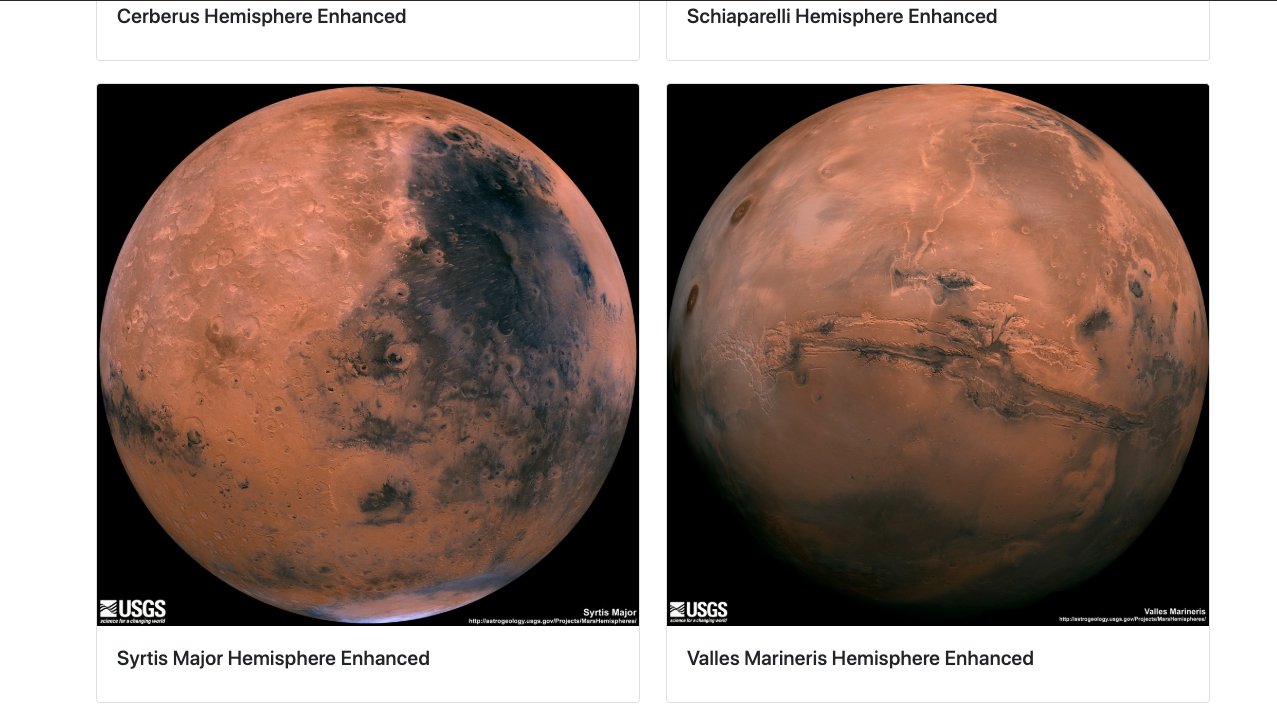 Cerberus Hemisphere Enhanced
Schiaparelli Hemisphere Enhanced
USGS
science for a changing world
Syrtis Major
http://astrogeology.usgs.gov/Projects/MarsHemispheres/
USGS
science for a changing world
Valles Marineris
http://astrogeology.usgs.gov/Projects/MarsHemispheres/
Syrtis Major Hemisphere Enhanced
Valles Marineris Hemisphere Enhanced